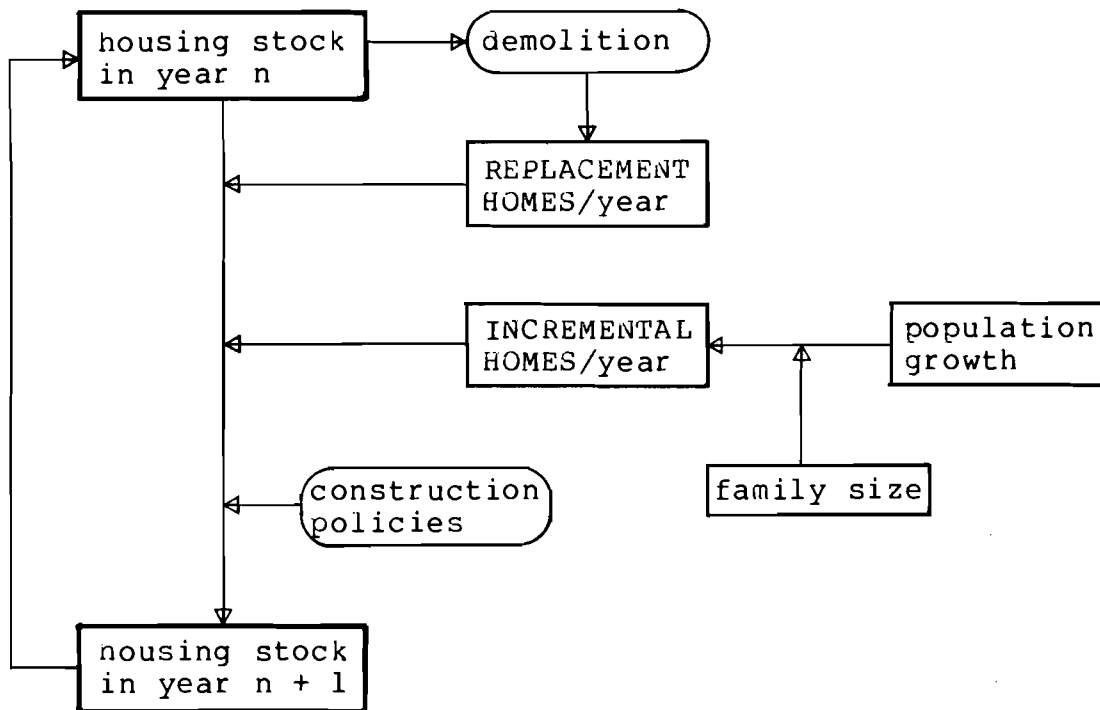 housing stock
in year n
demolition
REPLACEMENT
HOMES/year
INCREMENTAL
HOMES/year
population
growth
family size
construction
policies
nousing stock
in year n + 1